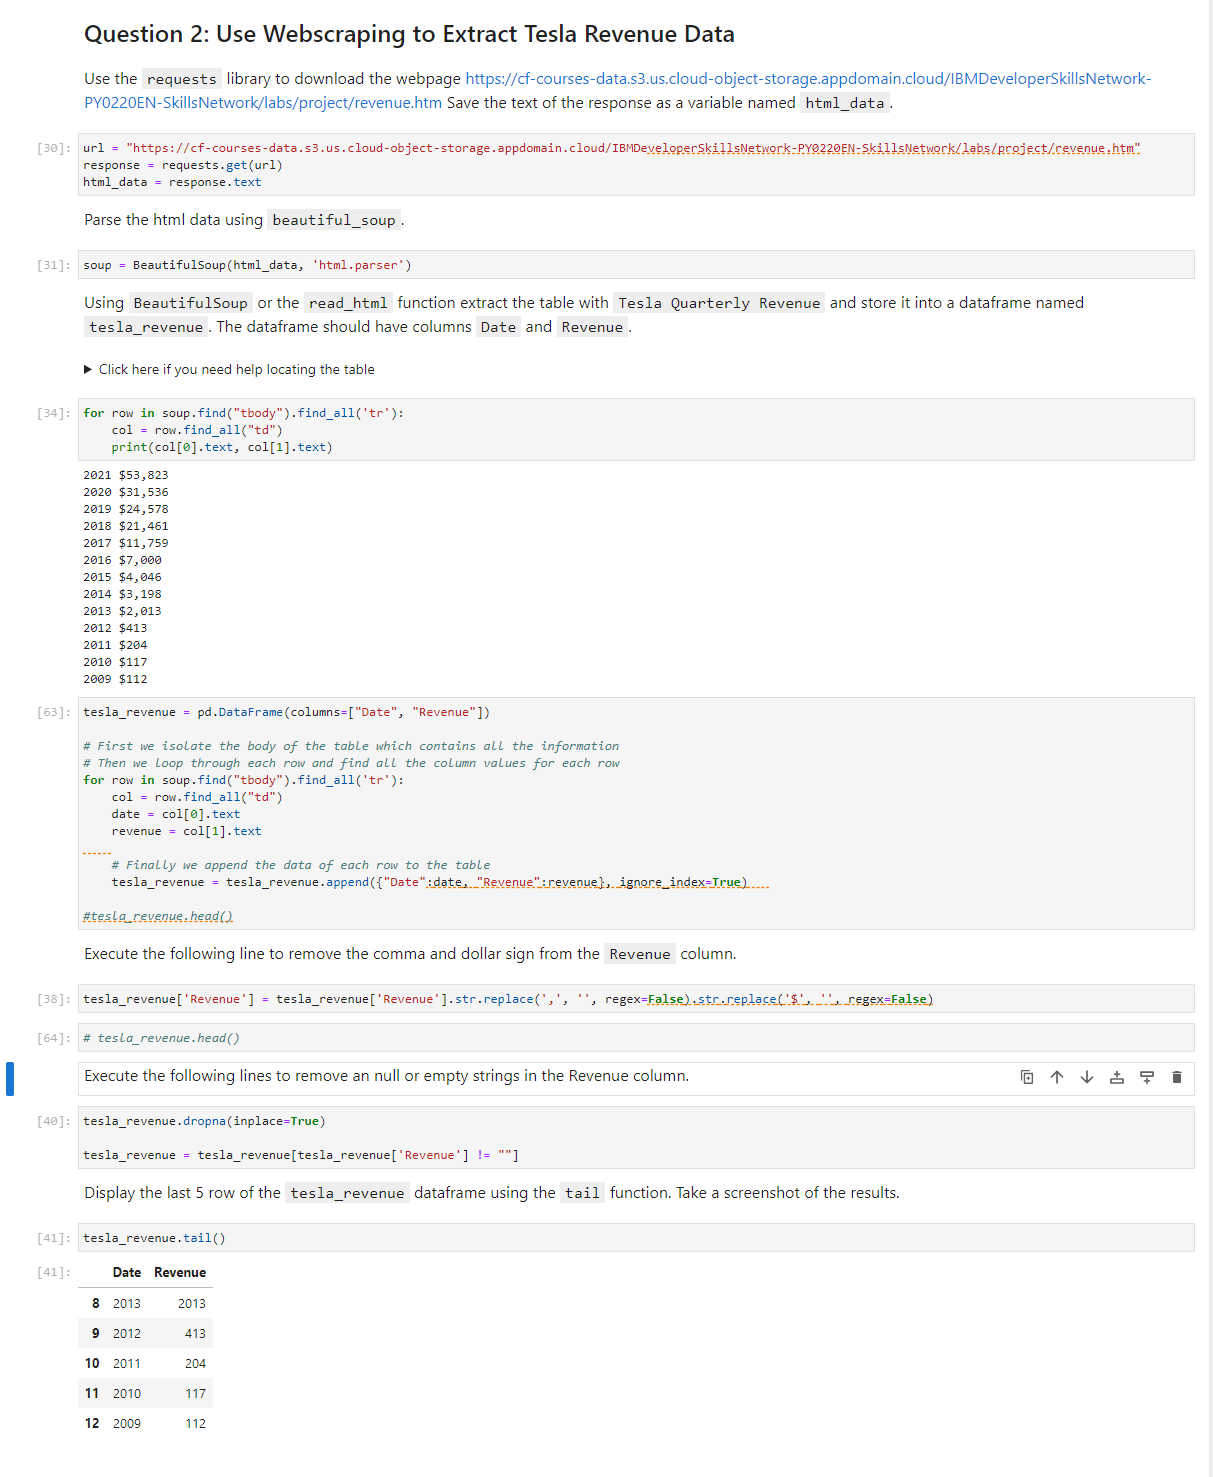 Question 2: Use Webscraping to Extract Tesla Revenue Data
Use the requests library to download the webpage https://cf-courses-data.s3.us.cloud-object-storage.appdomain.cloud/IBMDeveloperSkillsNetwork-
PY0220EN-SkillsNetwork/labs/project/revenue.htm Save the text of the response as a variable named html_data.
[30]: url = "https://cf-courses-data.s3.us.cloud-object-storage.appdomain.cloud/IBMDeveloperSkillsNetwork-PY0220EN-SkillsNetwork/labs/project/revenue.htm"
response = requests.get(url)
html_data = response.text
Parse the html data using beautiful_soup.
[31]: soup = BeautifulSoup(html_data, 'html.parser')
Using BeautifulSoup or the read_html function extract the table with Tesla Quarterly Revenue and store it into a dataframe named
tesla_revenue. The dataframe should have columns Date and Revenue.
▶ Click here if you need help locating the table
[34]: for row in soup.find("tbody").find_all('tr'):
    col = row.find_all("td")
    print(col[0].text, col[1].text)
2021 $53,823
2020 $31,536
2019 $24,578
2018 $21,461
2017 $11,759
2016 $7,000
2015 $4,046
2014 $3,198
2013 $2,013
2012 $413
2011 $204
2010 $117
2009 $112
[63]: tesla_revenue = pd.DataFrame(columns=["Date", "Revenue"])
# First we isolate the body of the table which contains all the information
# Then we loop through each row and find all the column values for each row
for row in soup.find("tbody").find_all('tr'):
    col = row.find_all("td")
    date = col[0].text
    revenue = col[1].text
    # Finally we append the data of each row to the table
    tesla_revenue = tesla_revenue.append({"Date":date, "Revenue":revenue}, ignore_index=True)
#tesla_revenue.head()
Execute the following line to remove the comma and dollar sign from the Revenue column.
[38]: tesla_revenue['Revenue'] = tesla_revenue['Revenue'].str.replace(',', '', regex=False).str.replace('$', '', regex=False)
[64]: # tesla_revenue.head()
Execute the following lines to remove an null or empty strings in the Revenue column.
[40]: tesla_revenue.dropna(inplace=True)
tesla_revenue = tesla_revenue[tesla_revenue['Revenue'] != ""]
Display the last 5 row of the tesla_revenue dataframe using the tail function. Take a screenshot of the results.
[41]: tesla_revenue.tail()
[41]: Date Revenue
8 2013 2013
9 2012 413
10 2011 204
11 2010 117
12 2009 112